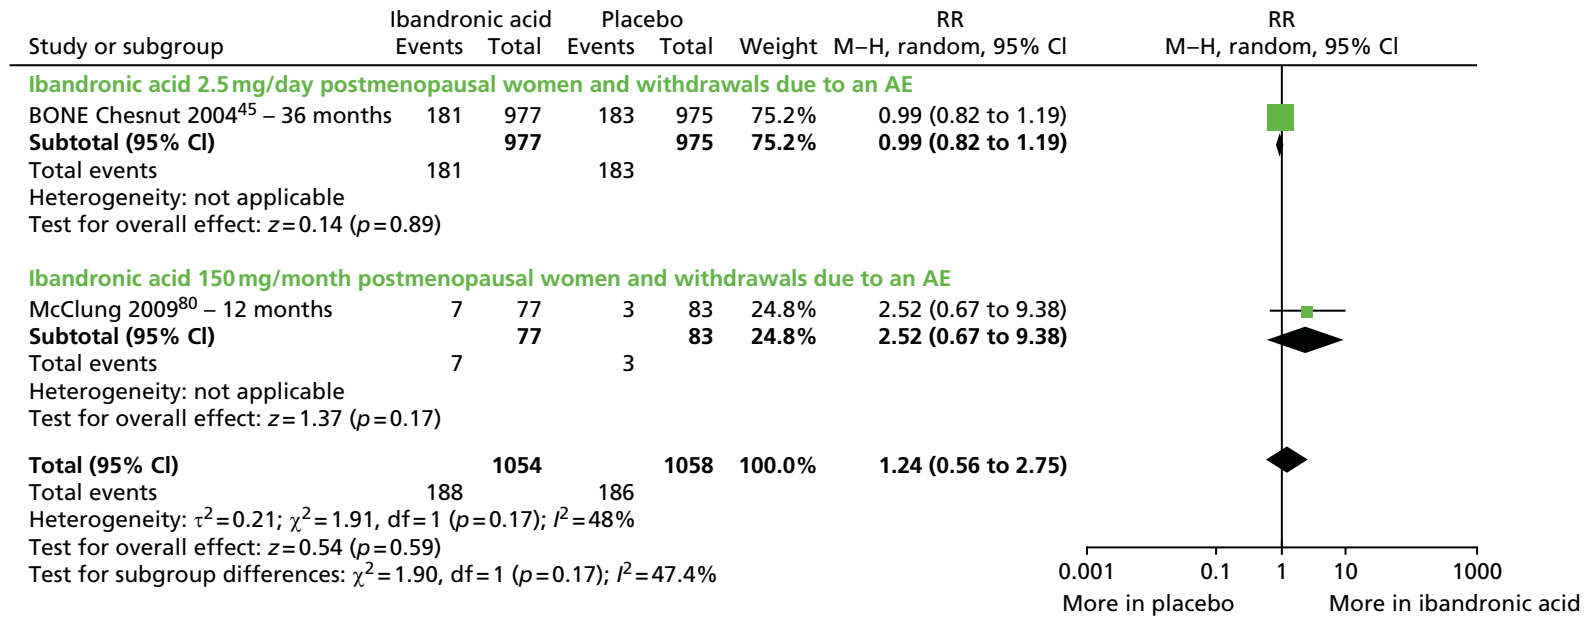 Ibandronic acid Placebo RR RR
Study or subgroup Events Total Events Total Weight M–H, random, 95% CI M–H, random, 95% CI
Ibandronic acid 2.5 mg/day postmenopausal women and withdrawals due to an AE
BONE Chesnut 2004⁴⁵ – 36 months 181 977 183 975 75.2% 0.99 (0.82 to 1.19)
Subtotal (95% CI) 977 975 75.2% 0.99 (0.82 to 1.19)
Total events 181 183
Heterogeneity: not applicable
Test for overall effect: z=0.14 (p=0.89)
Ibandronic acid 150 mg/month postmenopausal women and withdrawals due to an AE
McClung 2009⁸⁰ – 12 months 7 77 3 83 24.8% 2.52 (0.67 to 9.38)
Subtotal (95% CI) 77 83 24.8% 2.52 (0.67 to 9.38)
Total events 7 3
Heterogeneity: not applicable
Test for overall effect: z=1.37 (p=0.17)
Total (95% CI) 1054 1058 100.0% 1.24 (0.56 to 2.75)
Total events 188 186
Heterogeneity: τ²=0.21; χ²=1.91, df=1 (p=0.17); I²=48%
Test for overall effect: z=0.54 (p=0.59)
Test for subgroup differences: χ²=1.90, df=1 (p=0.17); I²=47.4%
0.001 0.1 1 10 1000
More in placebo More in ibandronic acid